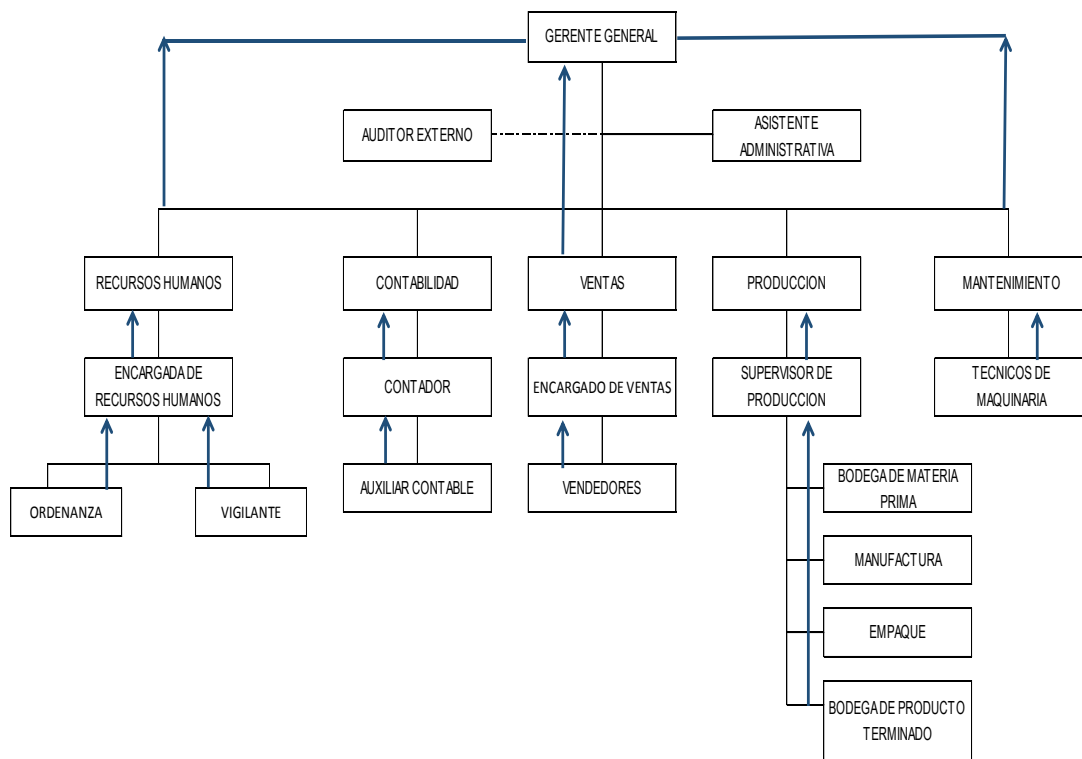 GERENTE GENERAL
AUDITOR EXTERNO
ASISTENTE
ADMINISTRATIVA
RECURSOS HUMANOS
CONTABILIDAD
VENTAS
PRODUCCION
MANTENIMIENTO
ENCARGADA DE
RECURSOS HUMANOS
CONTADOR
ENCARGADO DE VENTAS
SUPERVISOR DE
PRODUCCION
TECNICOS DE
MAQUINARIA
ORDENANZA
VIGILANTE
AUXILIAR CONTABLE
VENDEDORES
BODEGA DE MATERIA
PRIMA
MANUFACTURA
EMPAQUE
BODEGA DE PRODUCTO
TERMINADO